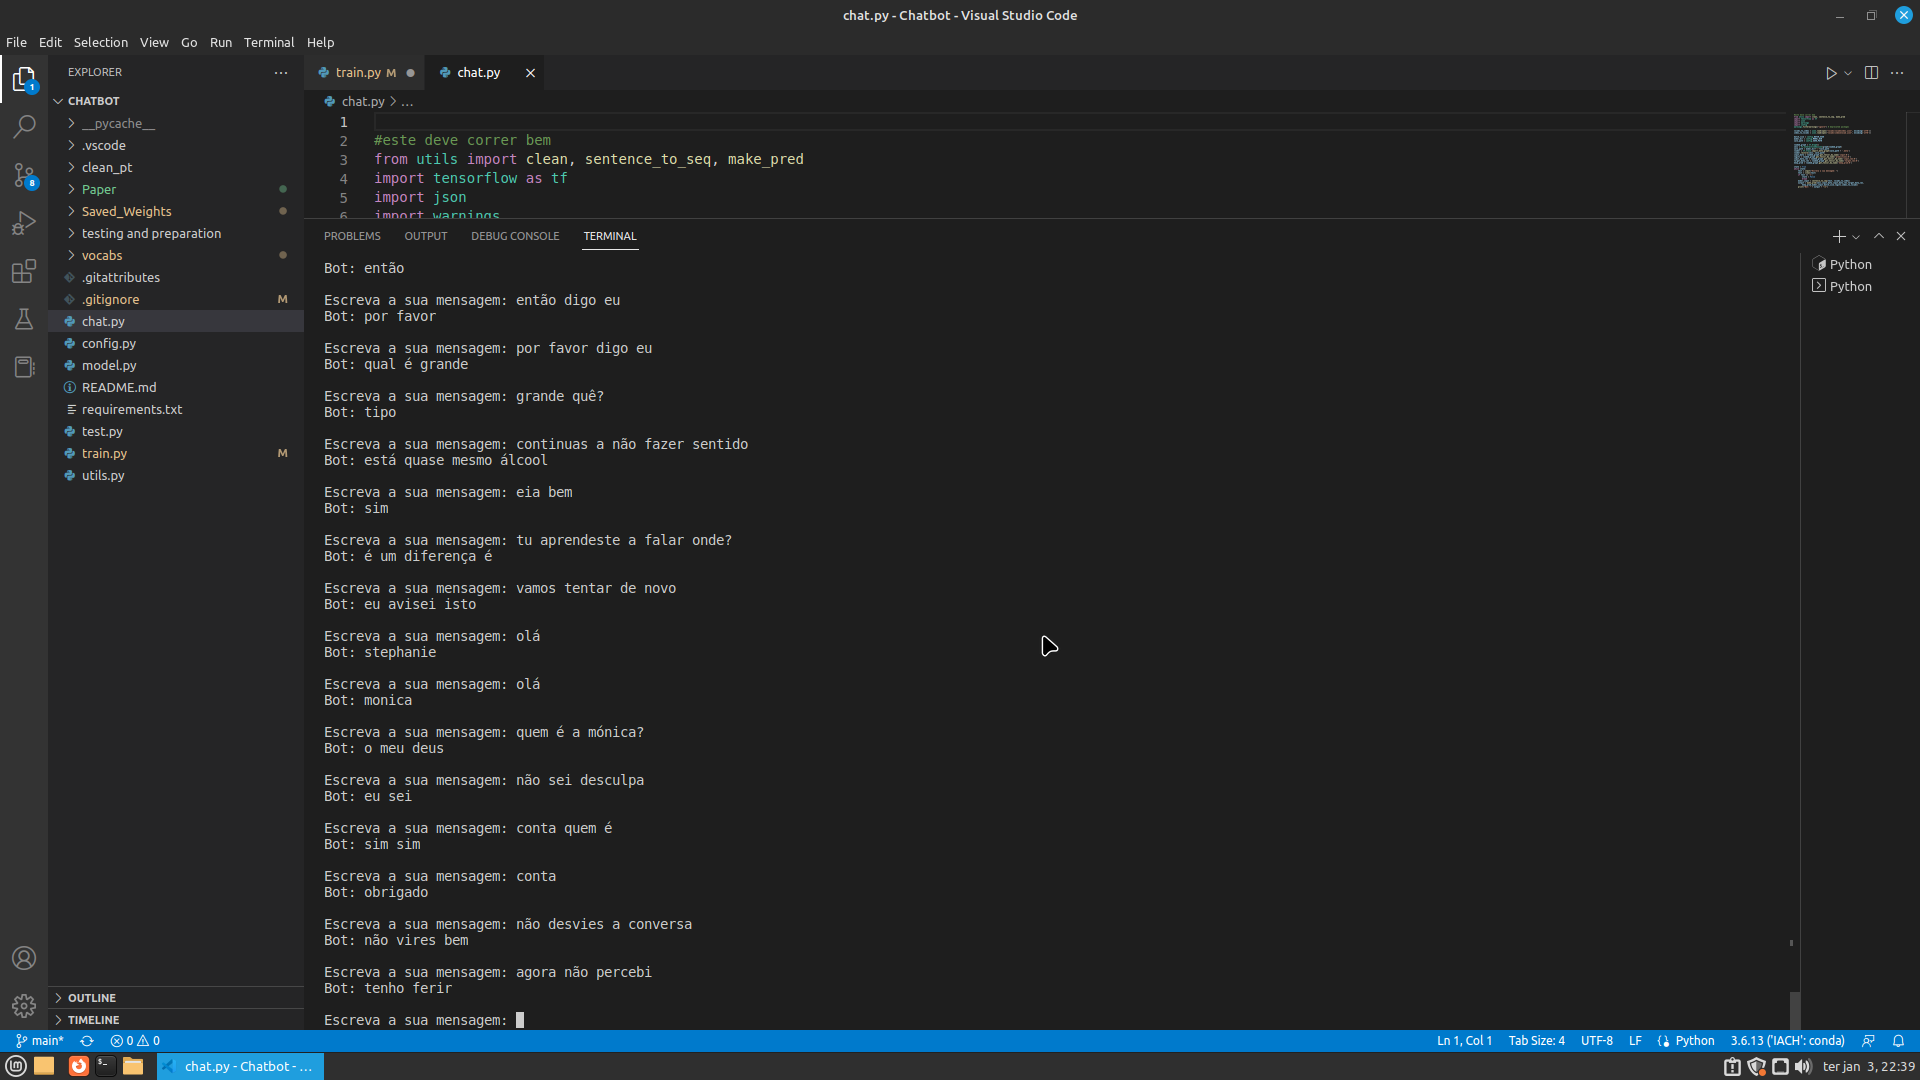 chat.py - Chatbot - Visual Studio Code
File Edit Selection View Go Run Terminal Help
EXPLORER
train.py M
chat.py
CHATBOT
chat.py > ...
__pycache__
.vscode
clean_pt
Paper
Saved_Weights
testing and preparation
vocabs
.gitattributes
.gitignore M
chat.py
config.py
model.py
README.md
requirements.txt
test.py
train.py M
utils.py
OUTLINE
TIMELINE
1
2 #este deve correr bem
3 from utils import clean, sentence_to_seq, make_pred
4 import tensorflow as tf
5 import json
6 import warnings
PROBLEMS OUTPUT DEBUG CONSOLE TERMINAL
Python
Python
Bot: então
Escreva a sua mensagem: então digo eu
Bot: por favor
Escreva a sua mensagem: por favor digo eu
Bot: qual é grande
Escreva a sua mensagem: grande quê?
Bot: tipo
Escreva a sua mensagem: continuas a não fazer sentido
Bot: está quase mesmo álcool
Escreva a sua mensagem: eia bem
Bot: sim
Escreva a sua mensagem: tu aprendeste a falar onde?
Bot: é um diferença é
Escreva a sua mensagem: vamos tentar de novo
Bot: eu avisei isto
Escreva a sua mensagem: olá
Bot: stephanie
Escreva a sua mensagem: olá
Bot: monica
Escreva a sua mensagem: quem é a mónica?
Bot: o meu deus
Escreva a sua mensagem: não sei desculpa
Bot: eu sei
Escreva a sua mensagem: conta quem é
Bot: sim sim
Escreva a sua mensagem: conta
Bot: obrigado
Escreva a sua mensagem: não desvies a conversa
Bot: não vires bem
Escreva a sua mensagem: agora não percebi
Bot: tenho ferir
Escreva a sua mensagem:
1
8
main* 0 0
Ln 1, Col 1 Tab Size: 4 UTF-8 LF Python 3.6.13 ('IACH': conda)
chat.py - Chatbot - ...
ter jan 3, 22:39